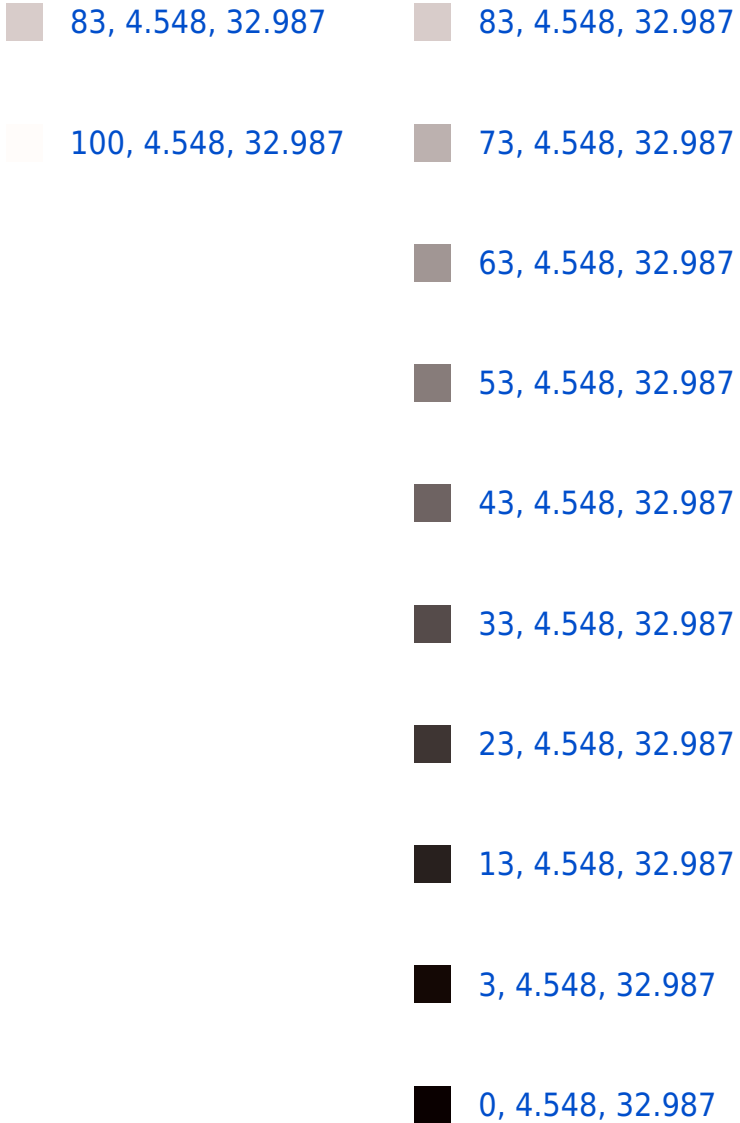 83, 4.548, 32.987
83, 4.548, 32.987
100, 4.548, 32.987
73, 4.548, 32.987
63, 4.548, 32.987
53, 4.548, 32.987
43, 4.548, 32.987
33, 4.548, 32.987
23, 4.548, 32.987
13, 4.548, 32.987
3, 4.548, 32.987
0, 4.548, 32.987